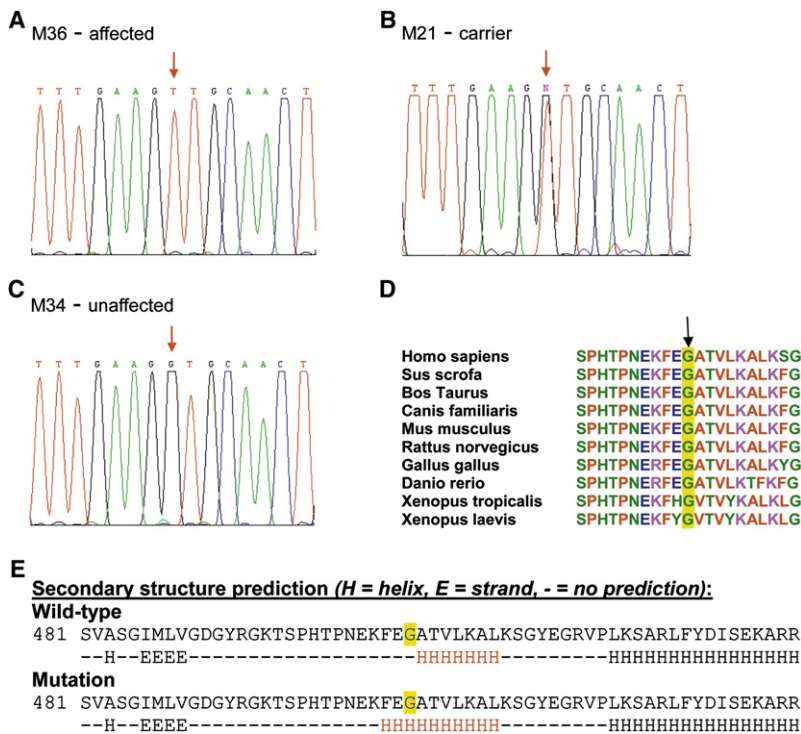 A
M36 - affected
T T T G A A G T T G C A A C T
B
M21 - carrier
T T T G A A G N T G C A A C T
C
M34 - unaffected
T T T G A A G G T G C A A C T
D
Homo sapiens SPHTPNEKFEGATVLKALKSG
Sus scrofa SPHTPNEKFEGATVLKALKFG
Bos Taurus SPHTPNEKFEGATVLKALKFG
Canis familiaris SPHTPNEKFEGATVLKALKFG
Mus musculus SPHTPNEKFEGATVLKALKFG
Rattus norvegicus SPHTPNEKFEGATVLKALKFG
Gallus gallus SPHTPNERFEGATVLKALKYG
Danio rerio SPHTPNERFEGATVLKTFKFG
Xenopus tropicalis SPHTPNEKFHGVTVYKALKLG
Xenopus laevis SPHTPNEKFYGVTVYKALKLG
E
Secondary structure prediction (H = helix, E = strand, - = no prediction):
Wild-type
481 SVASGIMLVGDGYRGKTSPHTPNEKFEGATVLKALKSGYEGRVPLKSARLFYDISEKARR
--H--EEEE-------------------HHHHHHH---------HHHHHHHHHHHHHHHH
Mutation
481 SVASGIMLVGDGYRGKTSPHTPNEKFEGATVLKALKSGYEGRVPLKSARLFYDISEKARR
--H--EEEE----------------HHHHHHHHHH---------HHHHHHHHHHHHHHHH